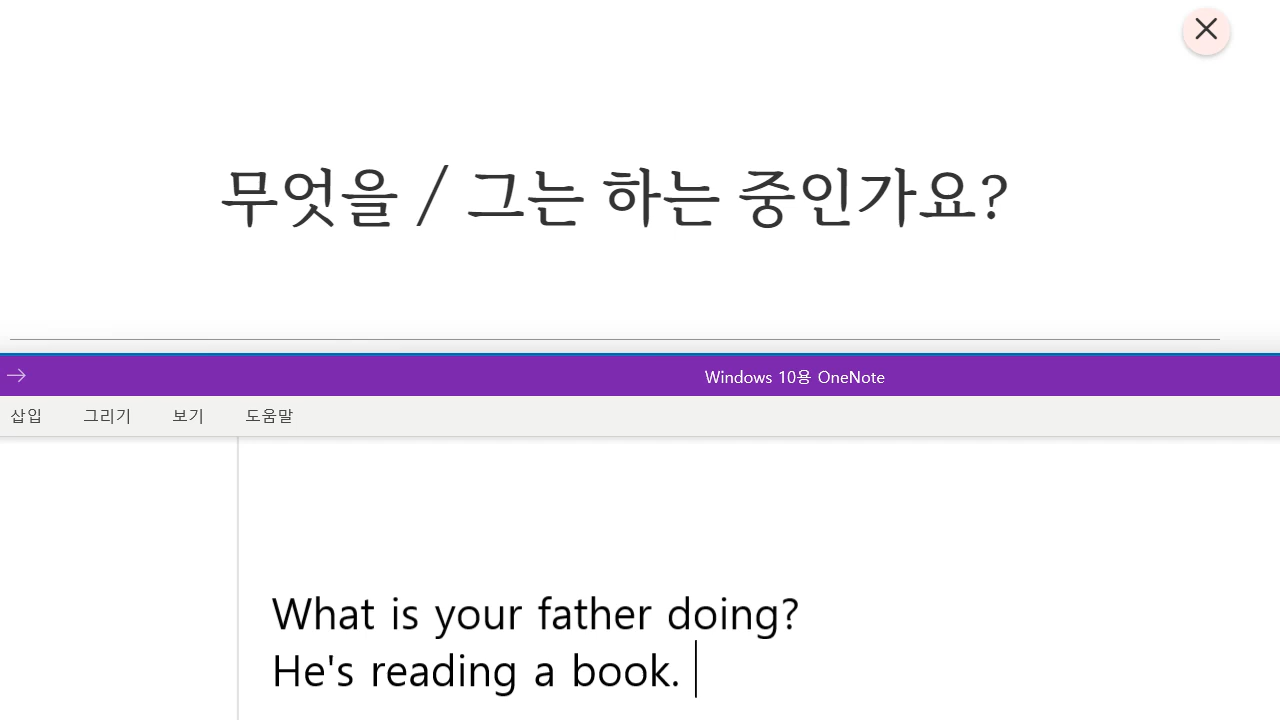 무엇을 / 그는 하는 중인가요?
Windows 10용 OneNote
삽입 그리기 보기 도움말
What is your father doing?
He's reading a book.